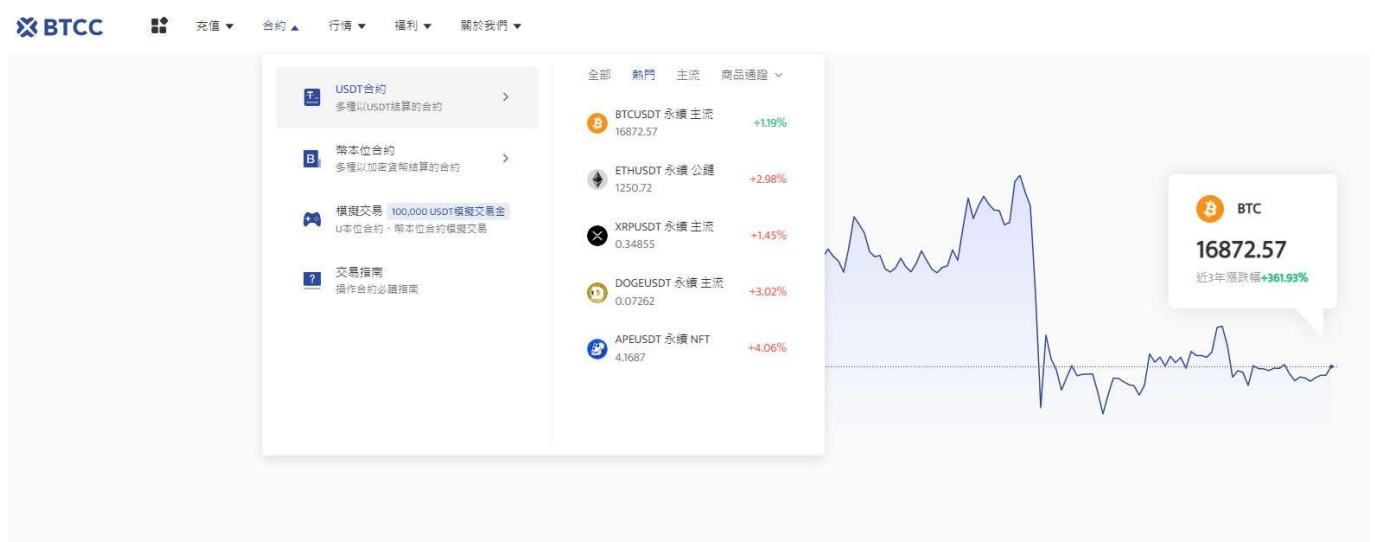 BTCC
充值 ▼
合約 ▲
行情 ▼
福利 ▼
關於我們 ▼
USDT合約
多種以USDT結算的合約
幣本位合約
多種以加密貨幣結算的合約
模擬交易 100,000 USDT模擬交易金
U本位合約、幣本位合約模擬交易
交易指南
操作合約必讀指南
全部 熱門 主流 商品通證
BTCUSDT 永續 主流
16872.57
+1.19%
ETHUSDT 永續 公鏈
1250.72
+2.98%
XRPUSDT 永續 主流
0.34855
+1.45%
DOGEUSDT 永續 主流
0.07262
+3.02%
APEUSDT 永續 NFT
4.1687
+4.06%
BTC
16872.57
近3年漲跌幅+361.93%